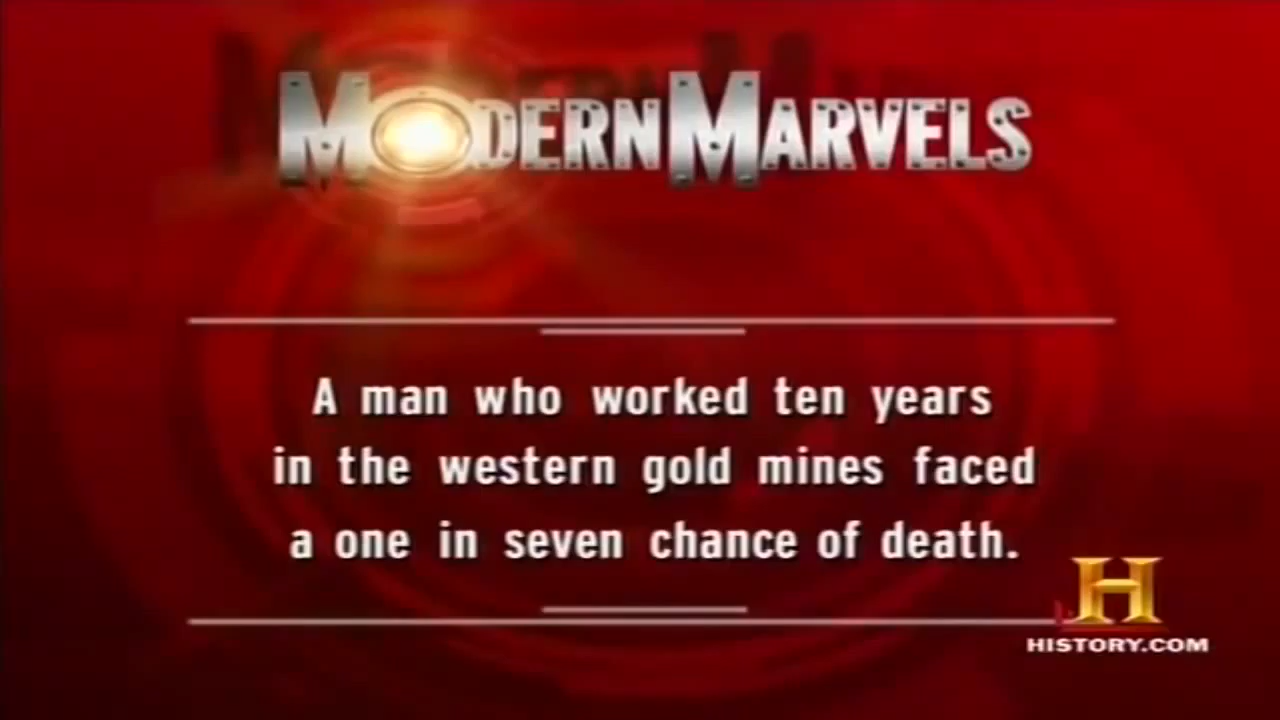 MODERN MARVELS
A man who worked ten years
in the western gold mines faced
a one in seven chance of death.
H
HISTORY.COM